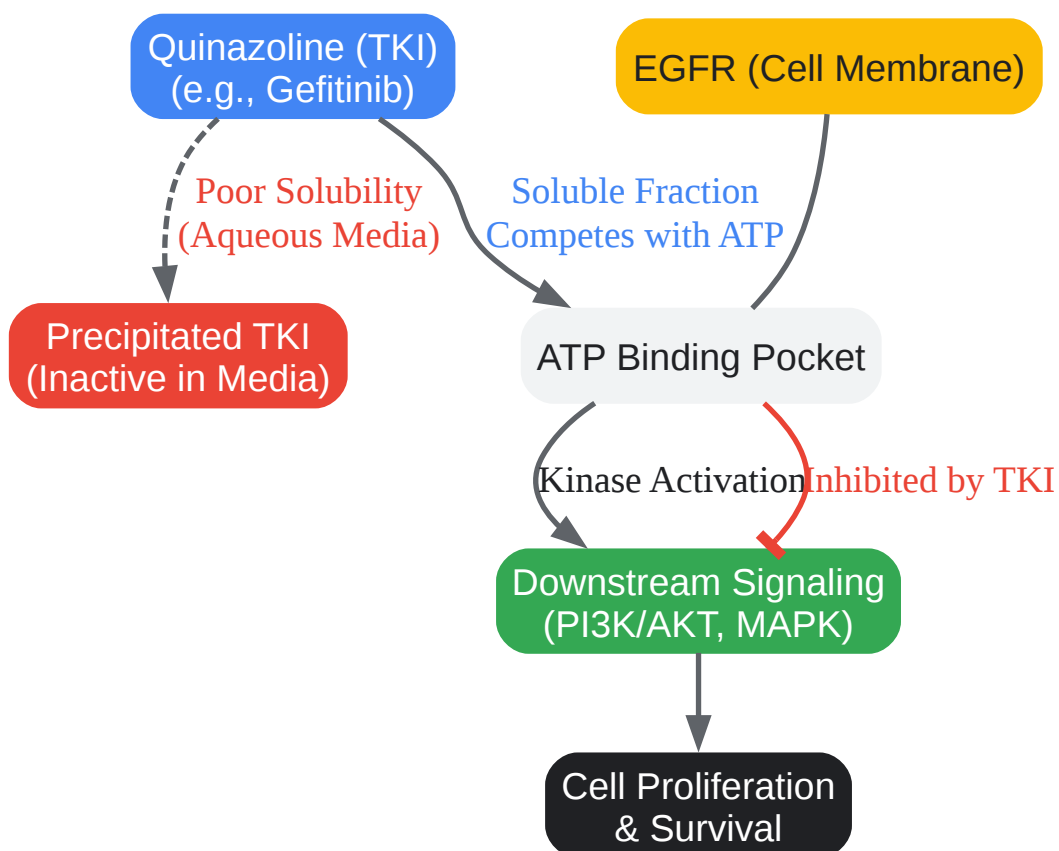 Quinazoline (TKI)
(e.g., Gefitinib)
EGFR (Cell Membrane)
Poor Solubility
(Aqueous Media)
Soluble Fraction
Competes with ATP
Precipitated TKI
(Inactive in Media)
ATP Binding Pocket
Kinase Activation
Inhibited by TKI
Downstream Signaling
(PI3K/AKT, MAPK)
Cell Proliferation
& Survival